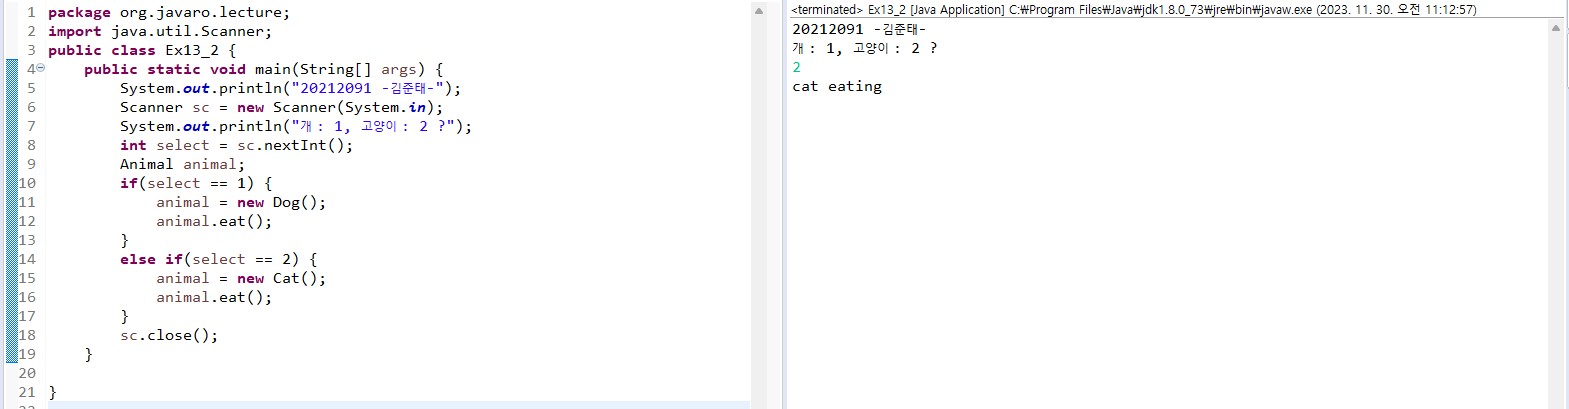 1 package org.javaro.lecture;
2 import java.util.Scanner;
3 public class Ex13_2 {
4 public static void main(String[] args) {
5 System.out.println("20212091 -김준태-");
6 Scanner sc = new Scanner(System.in);
7 System.out.println("개 : 1, 고양이 : 2 ?");
8 int select = sc.nextInt();
9 Animal animal;
10 if(select == 1) {
11 animal = new Dog();
12 animal.eat();
13 }
14 else if(select == 2) {
15 animal = new Cat();
16 animal.eat();
17 }
18 sc.close();
19 }
20
21 }
<terminated> Ex13_2 [Java Application] C:₩Program Files₩Java₩jdk1.8.0_73₩jre₩bin₩javaw.exe (2023. 11. 30. 오전 11:12:57)
20212091 -김준태-
개 : 1, 고양이 : 2 ?
2
cat eating